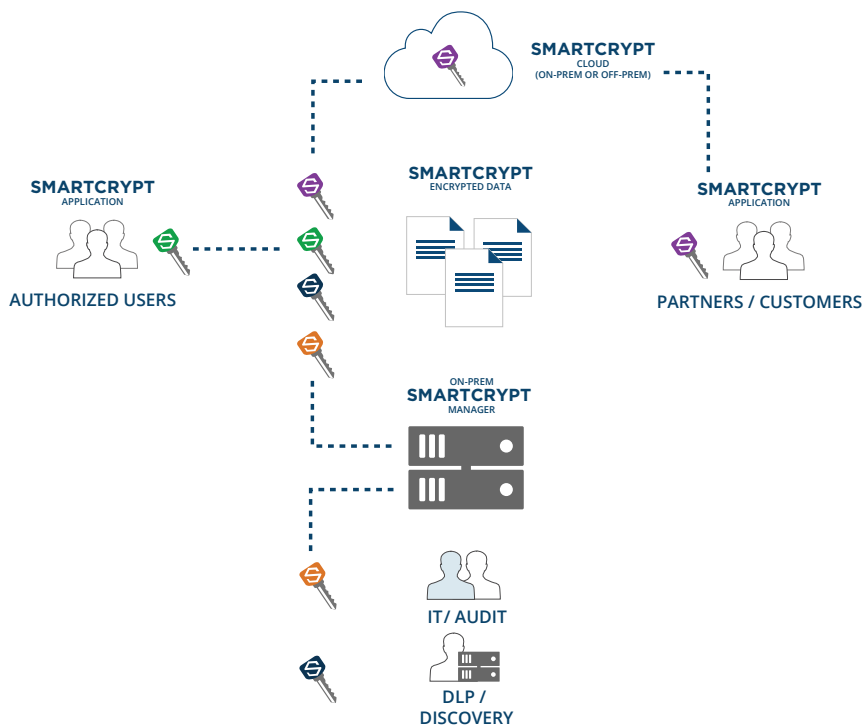 SMARTCRYPT
CLOUD
(ON-PREM OR OFF-PREM)
SMARTCRYPT
APPLICATION
AUTHORIZED USERS
SMARTCRYPT
ENCRYPTED DATA
SMARTCRYPT
APPLICATION
PARTNERS / CUSTOMERS
ON-PREM
SMARTCRYPT
MANAGER
IT/ AUDIT
DLP /
DISCOVERY